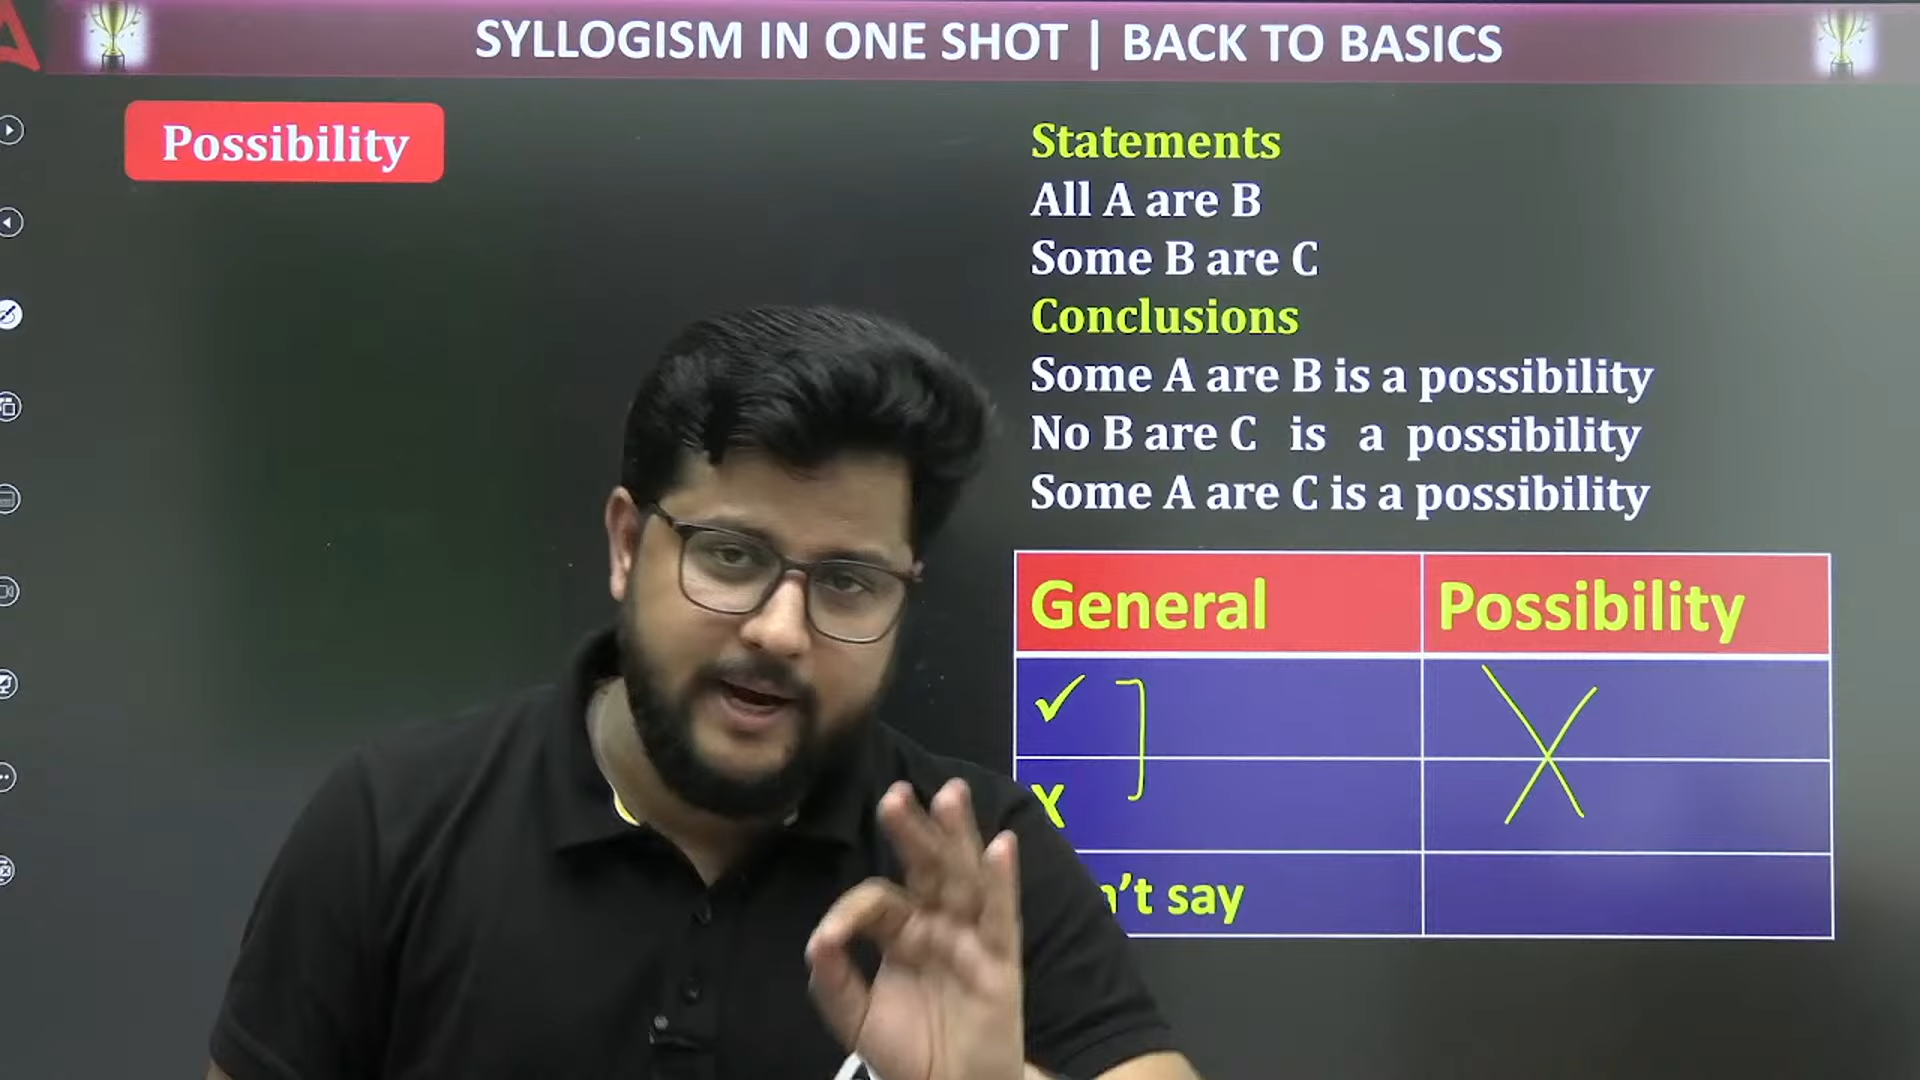 SYLLOGISM IN ONE SHOT | BACK TO BASICS
Possibility
Statements
All A are B
Some B are C
Conclusions
Some A are B is a possibility
No B are C is a possibility
Some A are C is a possibility
General Possibility
✓
X
say